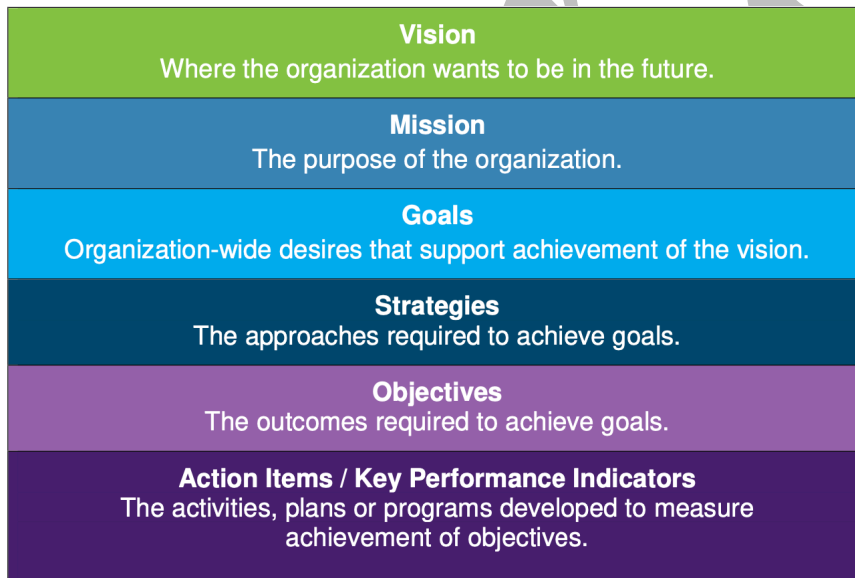 Vision
Where the organization wants to be in the future.
Mission
The purpose of the organization.
Goals
Organization-wide desires that support achievement of the vision.
Strategies
The approaches required to achieve goals.
Objectives
The outcomes required to achieve goals.
Action Items / Key Performance Indicators
The activities, plans or programs developed to measure
achievement of objectives.